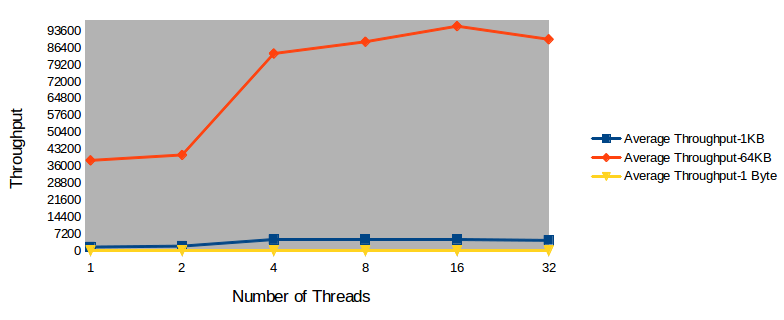 Throughput
93600
86400
79200
72000
64800
57600
50400
43200
36000
28800
21600
14400
7200
0
1 2 4 8 16 32
Number of Threads
Average Throughput-1KB
Average Throughput-64KB
Average Throughput-1 Byte